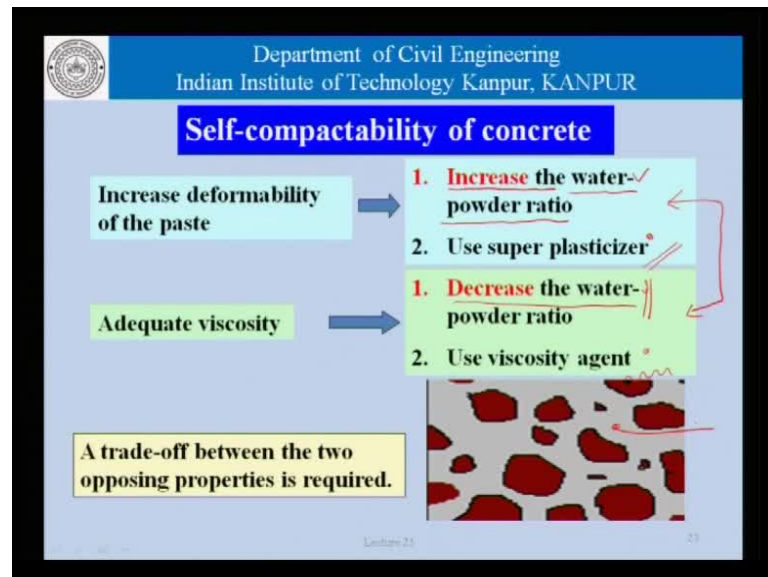 Department of Civil Engineering
Indian Institute of Technology Kanpur, KANPUR
Self-compactability of concrete
Increase deformability
of the paste
1. Increase the water-
powder ratio
2. Use super plasticizer
Adequate viscosity
1. Decrease the water-
powder ratio
2. Use viscosity agent
A trade-off between the two
opposing properties is required.
Lecture 21